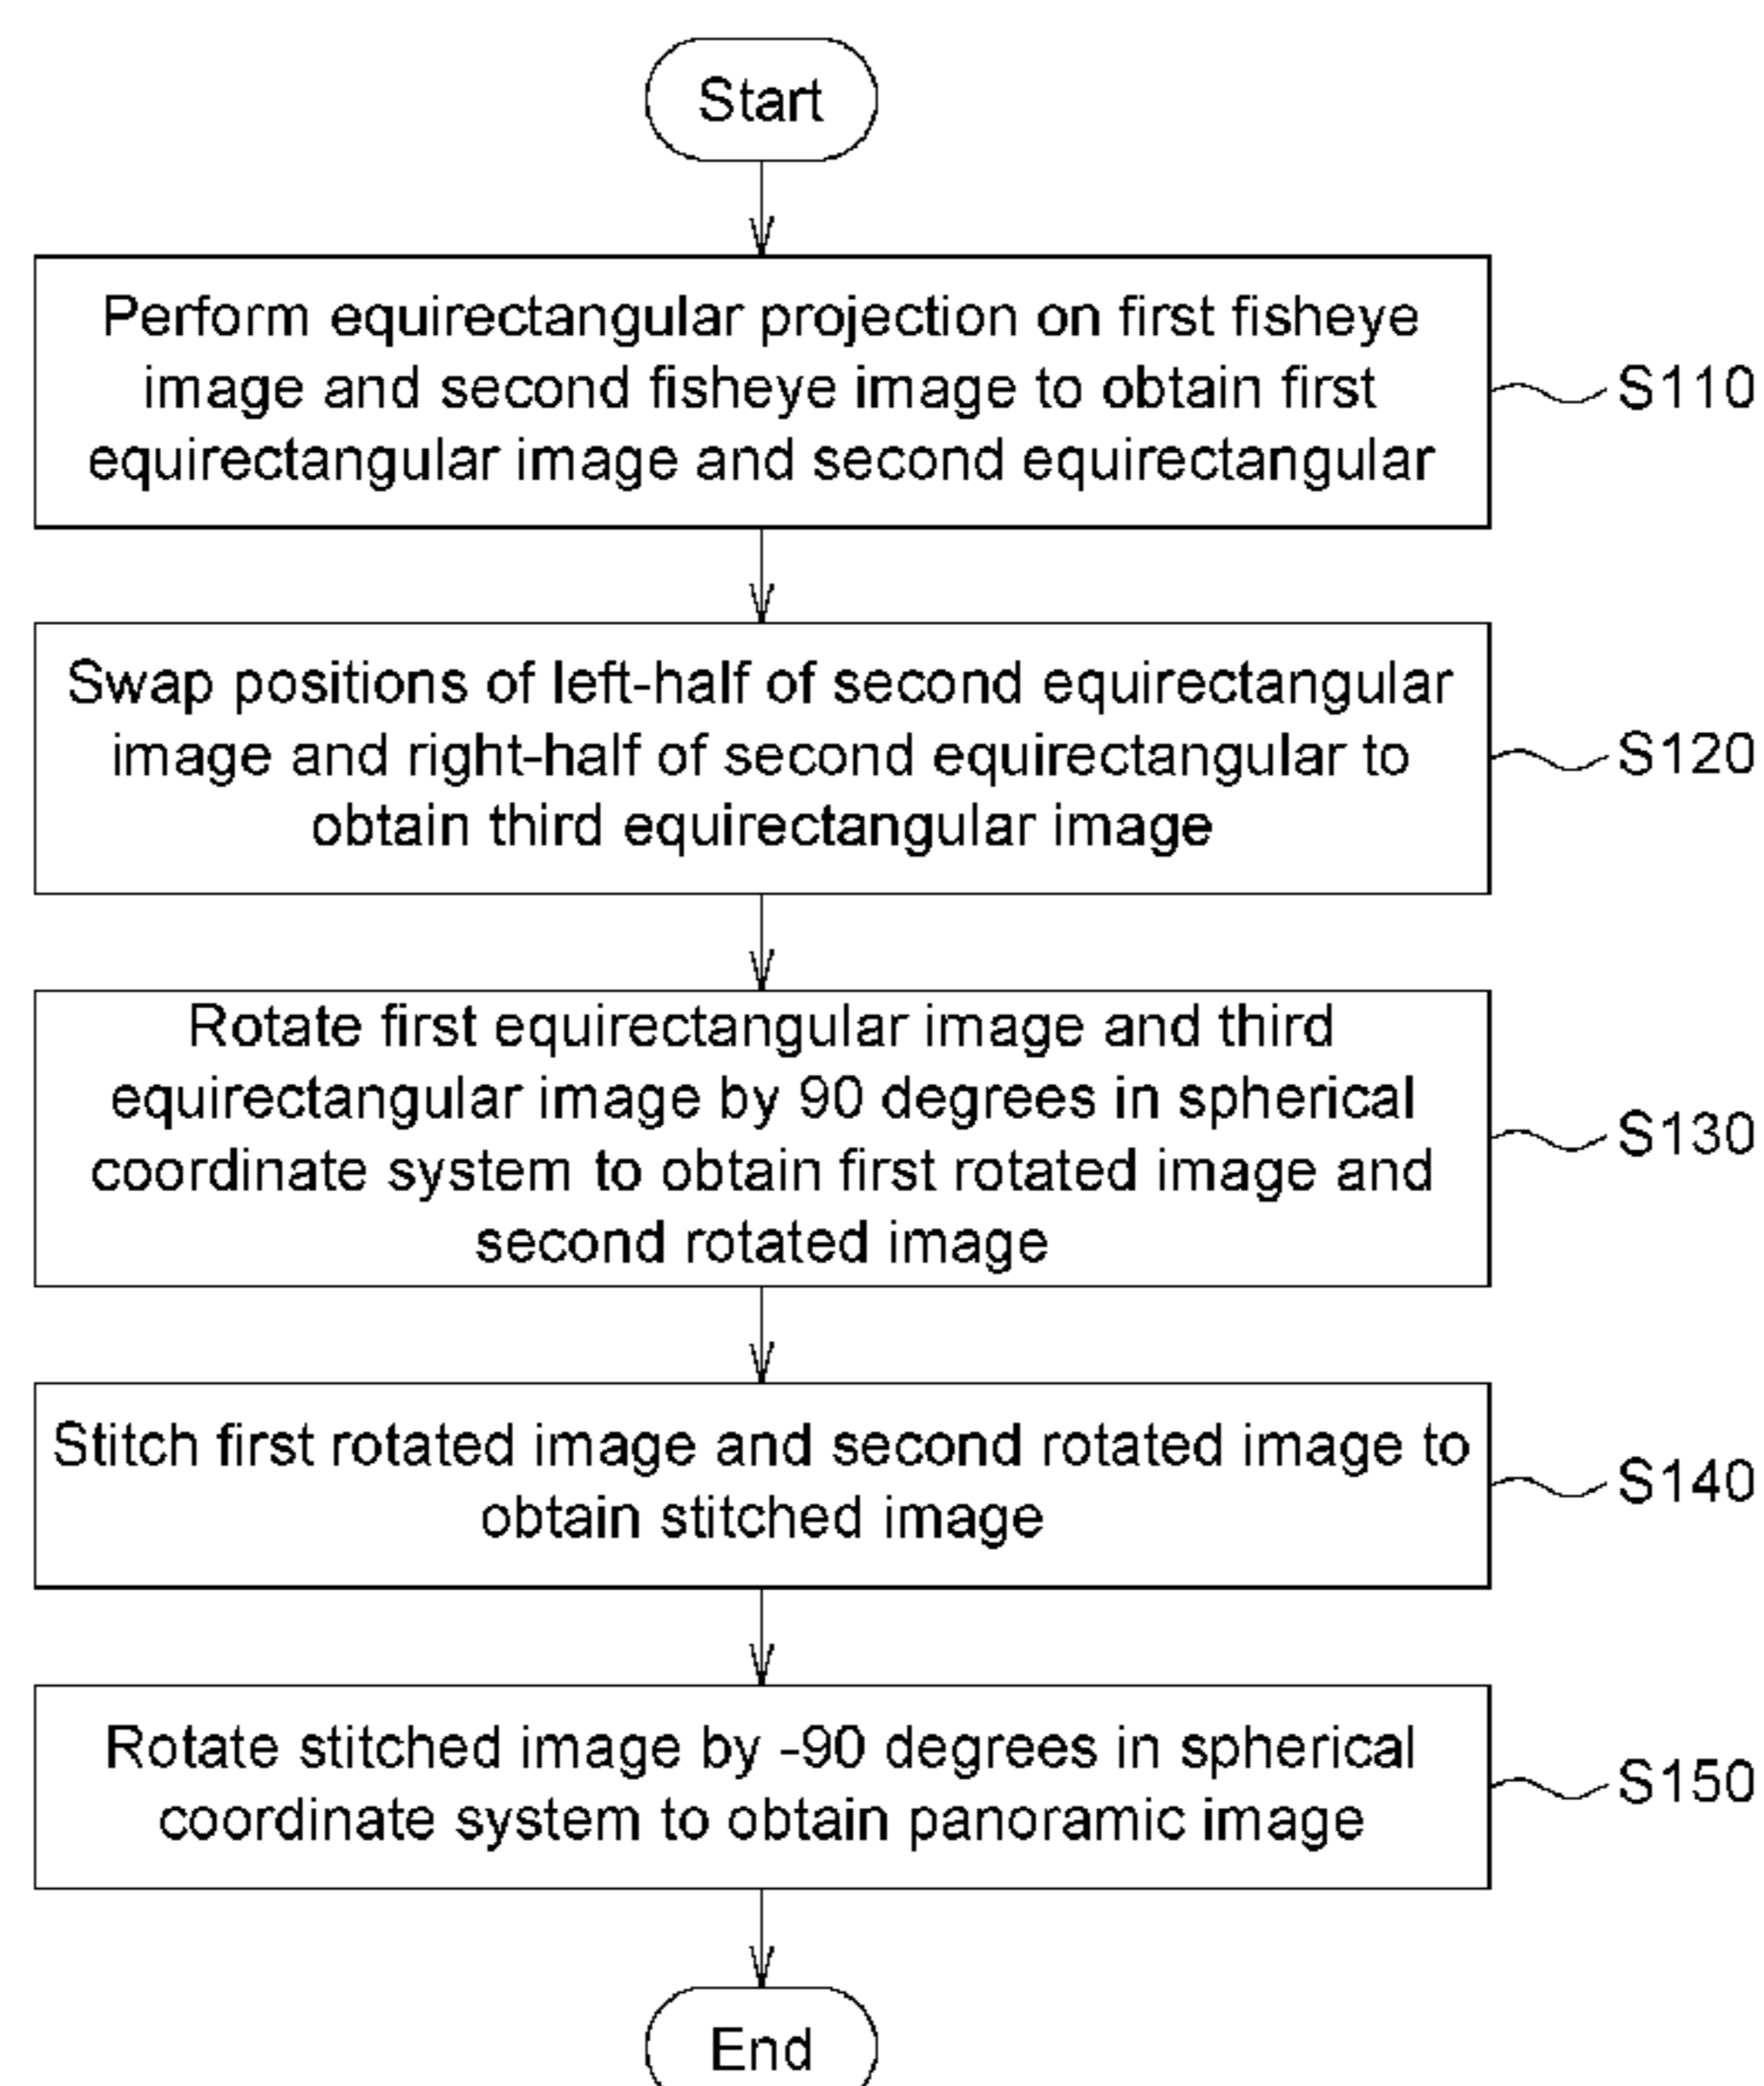 Start
Perform equirectangular projection on first fisheye
image and second fisheye image to obtain first
equirectangular image and second equirectangular
S110
Swap positions of left-half of second equirectangular
image and right-half of second equirectangular to
obtain third equirectangular image
S120
Rotate first equirectangular image and third
equirectangular image by 90 degrees in spherical
coordinate system to obtain first rotated image and
second rotated image
S130
Stitch first rotated image and second rotated image to
obtain stitched image
S140
Rotate stitched image by -90 degrees in spherical
coordinate system to obtain panoramic image
S150
End